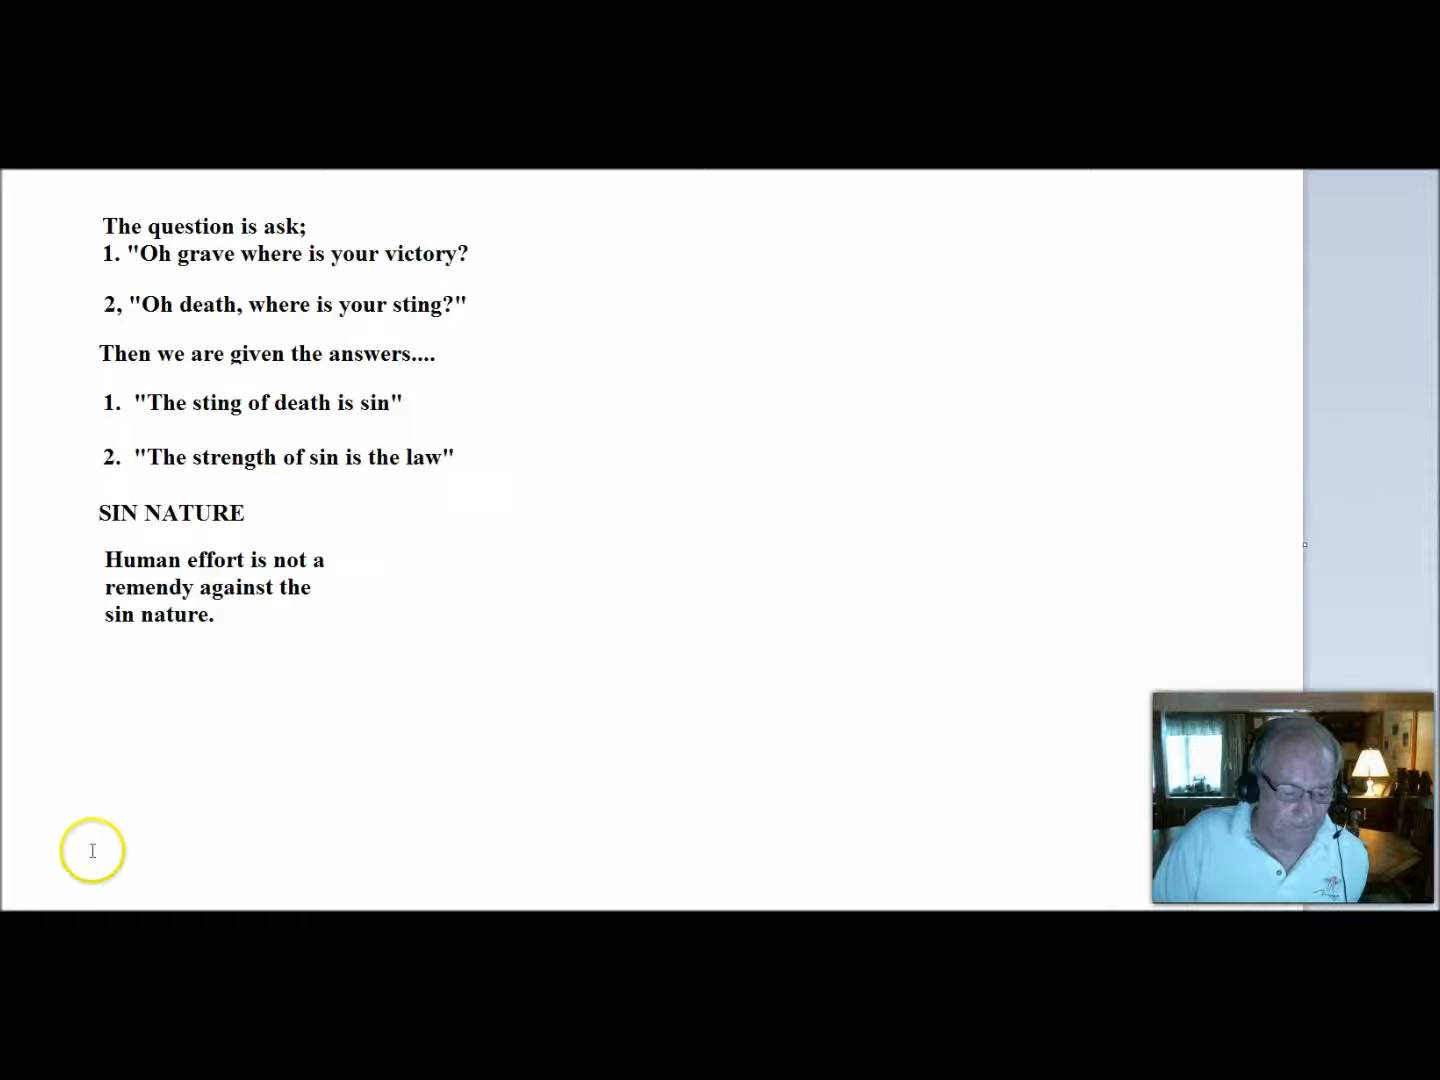 The question is ask;
1. "Oh grave where is your victory?
2, "Oh death, where is your sting?"
Then we are given the answers....
1. "The sting of death is sin"
2. "The strength of sin is the law"
SIN NATURE
Human effort is not a
remendy against the
sin nature.